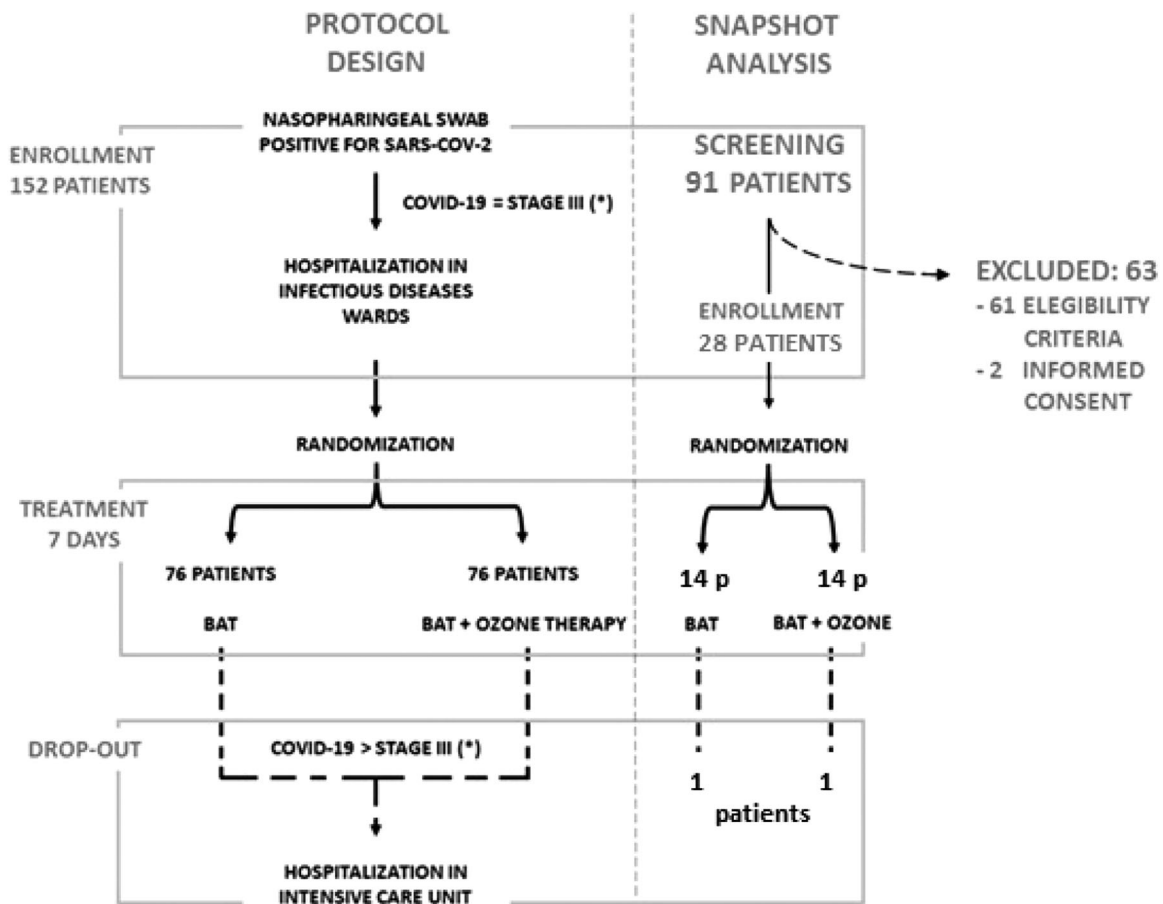 PROTOCOL
DESIGN
SNAPSHOT
ANALYSIS
NASOPHARINGEAL SWAB
POSITIVE FOR SARS-COV-2
ENROLLMENT
152 PATIENTS
COVID-19 = STAGE III (*)
HOSPITALIZATION IN
INFECTIOUS DISEASES
WARDS
SCREENING
91 PATIENTS
ENROLLMENT
28 PATIENTS
EXCLUDED: 63
- 61 ELEGIBILITY
CRITERIA
- 2 INFORMED
CONSENT
RANDOMIZATION
RANDOMIZATION
TREATMENT
7 DAYS
76 PATIENTS
76 PATIENTS
14 p
14 p
BAT
BAT + OZONE THERAPY
BAT
BAT + OZONE
DROP-OUT
COVID-19 > STAGE III (*)
1
1
patients
HOSPITALIZATION IN
INTENSIVE CARE UNIT